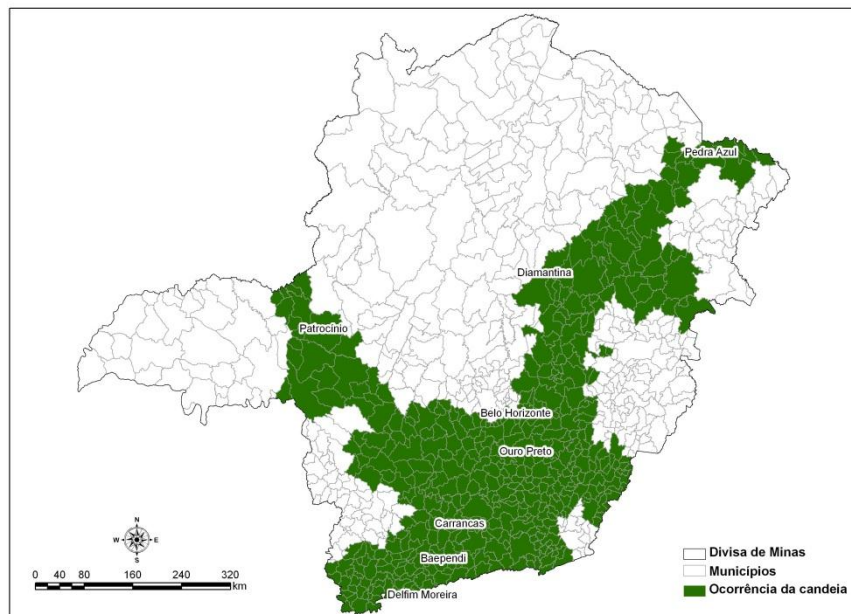 Pedra Azul
Diamantina
Patrocínio
Belo Horizonte
Ouro Preto
Carrancas
Baependi
Delfim Moreira
N
W
E
S
0 40 80 160 240 320
km
Divisa de Minas
Municípios
Ocorrência da candeia